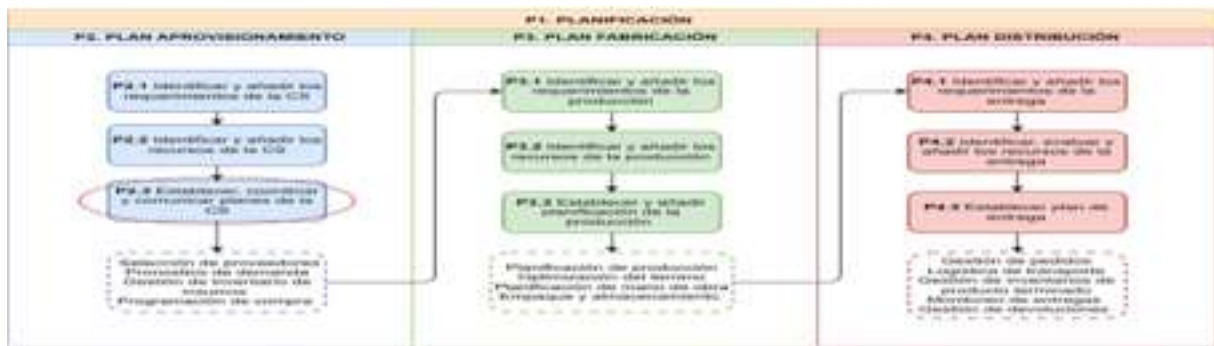 P1. PLANIFICACIÓN
P2. PLAN APROVISIONAMIENTO
P2.1 Identificar y añadir los
requerimientos de la CS
P2.2 Identificar y añadir los
recursos de la CS
P2.3 Establecer, coordinar
y comunicar planes de la
CS
Selección de proveedores
Pronóstico de demanda
Gestión de inventario de
insumos
Programación de compra
P3. PLAN FABRICACIÓN
P3.1 Identificar y añadir los
requerimientos de la
producción
P3.2 Identificar y añadir los
recursos de la producción
P3.3 Establecer y añadir
planificación de la
producción
Planificación de producción
Optimización del
Planificación de mano de obra
Empaque y almacenamiento
P4. PLAN DISTRIBUCIÓN
P4.1 Identificar y añadir los
requerimientos de la
entrega
P4.2 Identificar, evaluar y
añadir los recursos de la
entrega
P4.3 Establecer plan de
entrega
Gestión de pedidos
Logística de transporte
Gestión de inventarios de
producto terminado
Monitoreo de entregas
Gestión de devoluciones